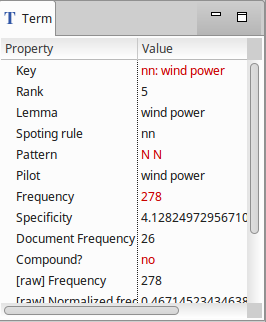 T Term
Property Value
Key nn: wind power
Rank 5
Lemma wind power
Spoting rule nn
Pattern N N
Pilot wind power
Frequency 278
Specificity 4.12824972956710
Document Frequency 26
Compound? no
[raw] Frequency 278
[raw] Normalized freq 0.46714523434638